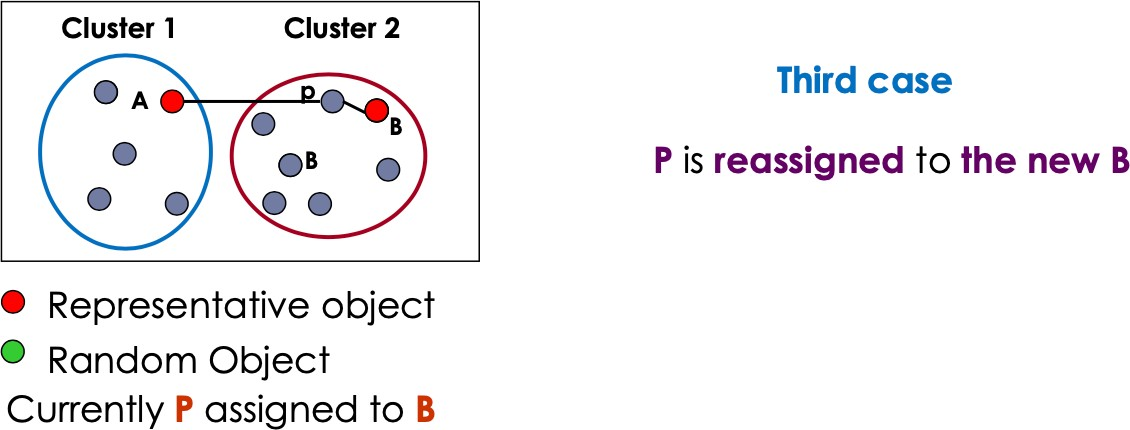 Cluster 1
Cluster 2
A
p
B
B
Representative object
Random Object
Currently P assigned to B
Third case
P is reassigned to the new B